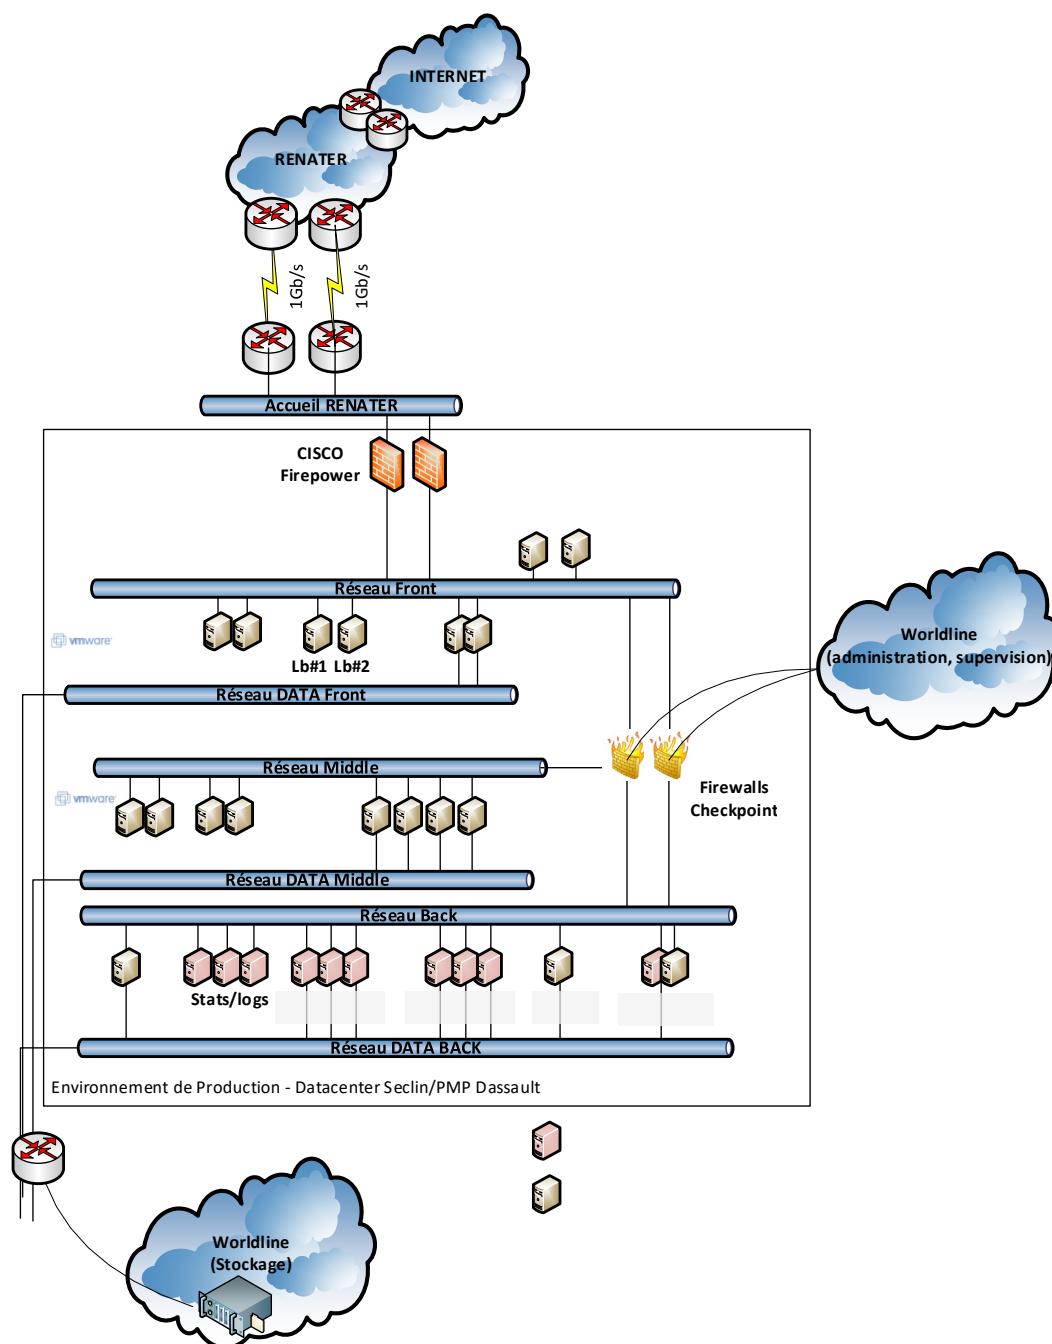 INTERNET
RENATER
1Gb/s
1Gb/s
Accueil RENATER
CISCO
Firepower
Réseau Front
vmware
Lb#1 Lb#2
Worldline
(administration, supervision)
Réseau DATA Front
Réseau Middle
vmware
Firewalls
Checkpoint
Réseau DATA Middle
Réseau Back
Stats/logs
Réseau DATA BACK
Environnement de Production - Datacenter Seclin/PMP Dassault
Worldline
(Stockage)